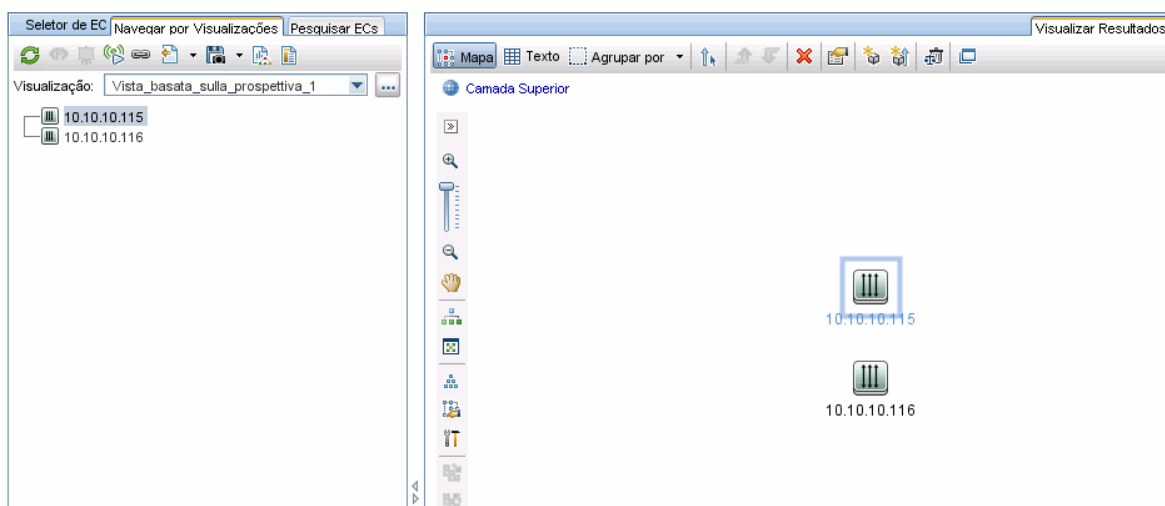 Seletor de EC Navegar por Visualizações Pesquisar ECs
Visualização: Vista_basata_sulla_prospettiva_1 ...
10.10.10.115
10.10.10.116
Visualizar Resultados
Mapa Texto Agrupar por
Camada Superior
10.10.10.115
10.10.10.116